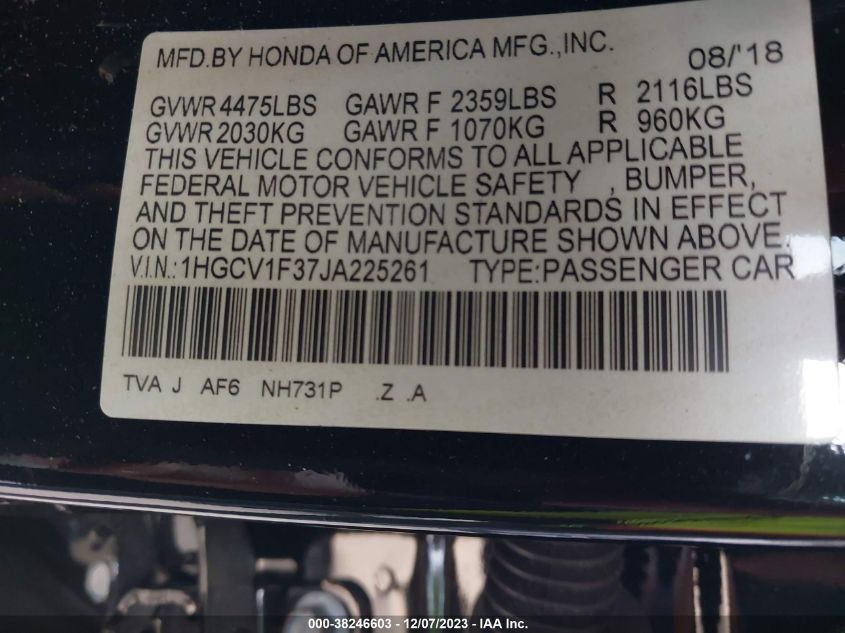 MFD.BY HONDA OF AMERICA MFG.,INC. 08/'18
GVWR 4475LBS GAWR F 2359LBS R 2116LBS
GVWR 2030KG GAWR F 1070KG R 960KG
THIS VEHICLE CONFORMS TO ALL APPLICABLE
FEDERAL MOTOR VEHICLE SAFETY , BUMPER,
AND THEFT PREVENTION STANDARDS IN EFFECT
ON THE DATE OF MANUFACTURE SHOWN ABOVE.
V.I.N.:1HGCV1F37JA225261 TYPE:PASSENGER CAR
TVA J AF6 NH731P .Z .A
000-38246603 - 12/07/2023 - IAA Inc.